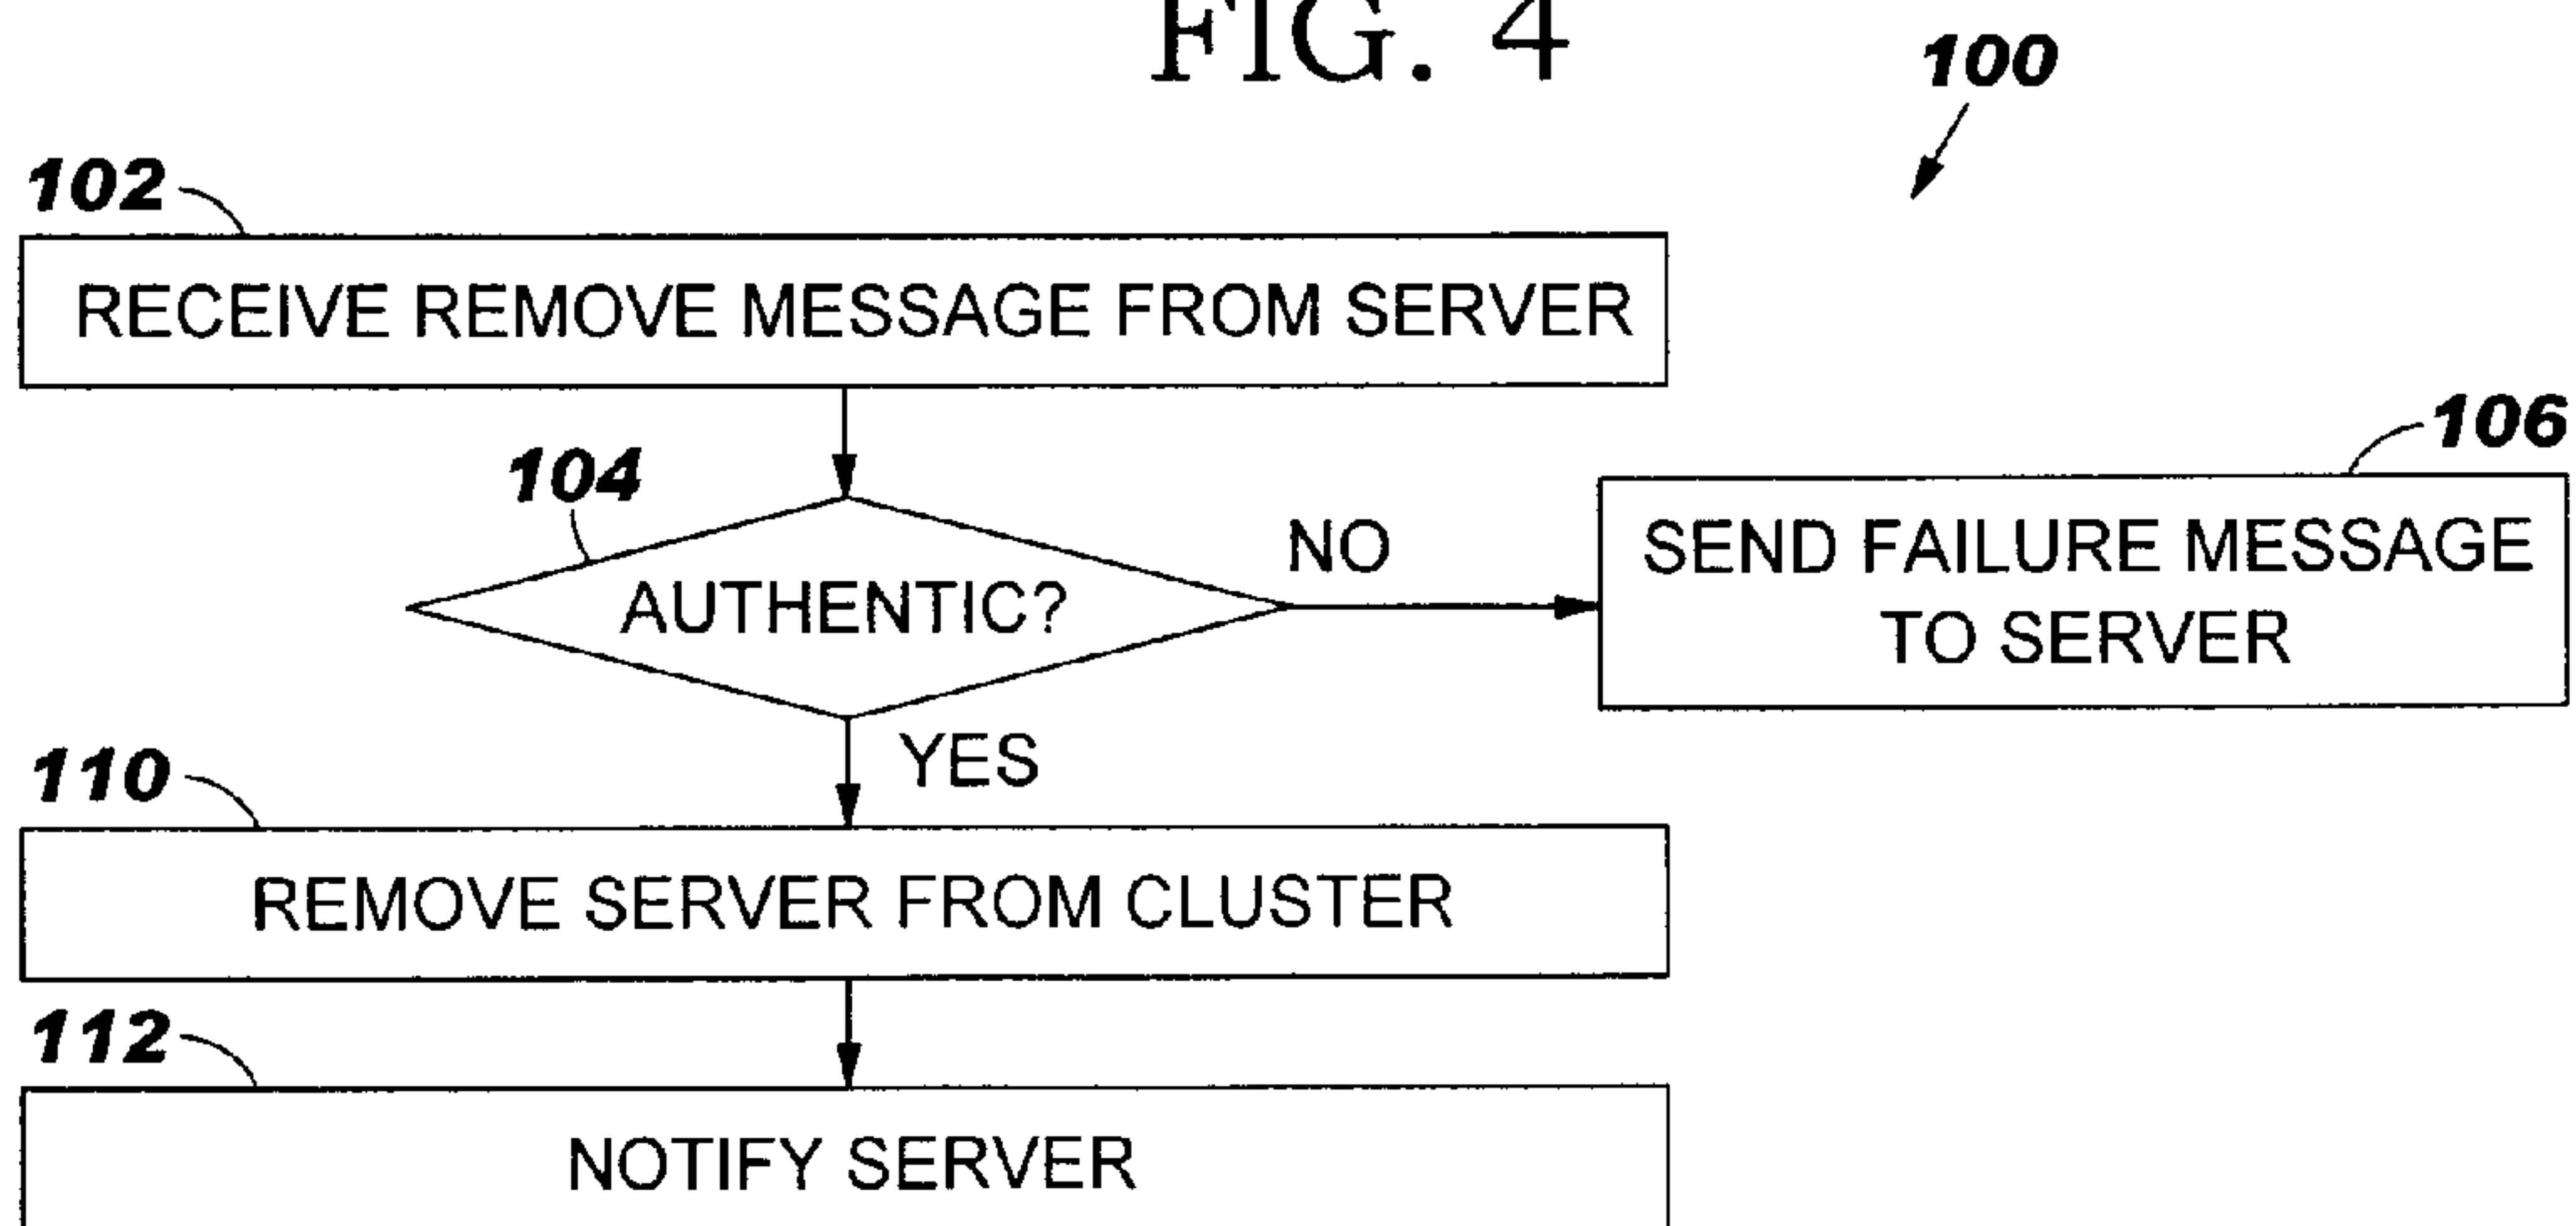 FIG. 4
100
102
RECEIVE REMOVE MESSAGE FROM SERVER
104
AUTHENTIC?
NO
106
SEND FAILURE MESSAGE
TO SERVER
YES
110
REMOVE SERVER FROM CLUSTER
112
NOTIFY SERVER